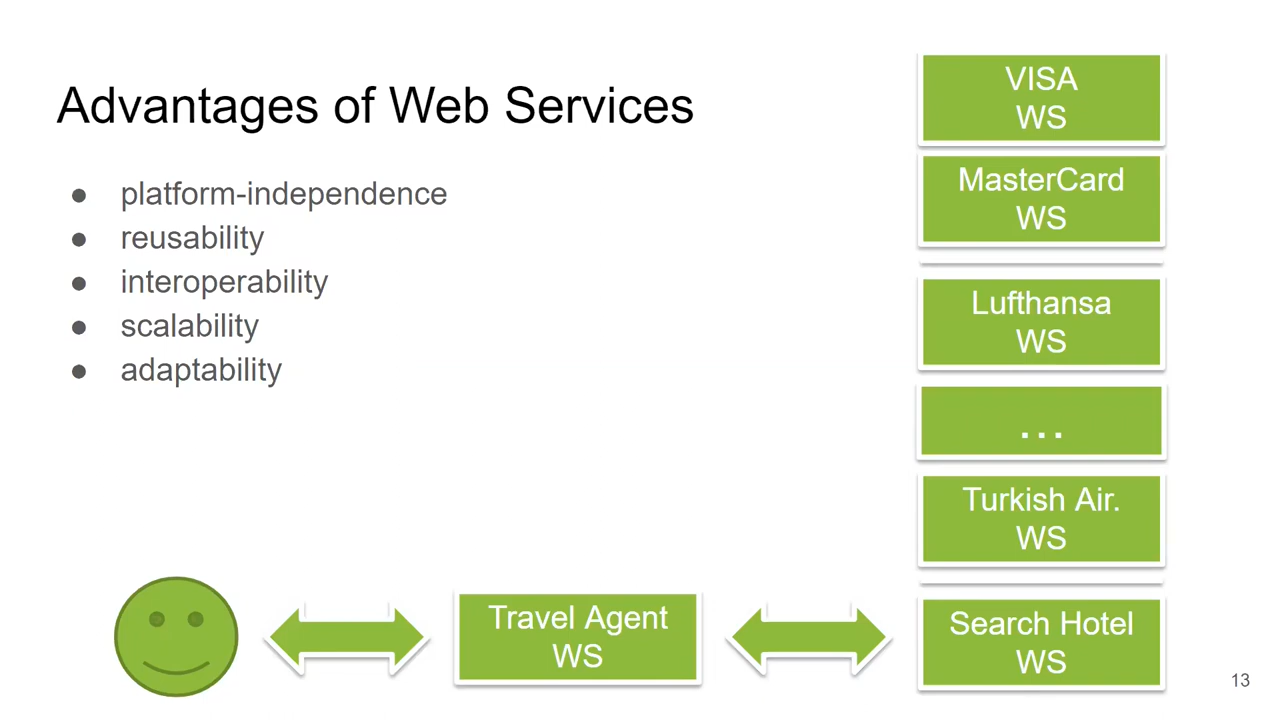 Advantages of Web Services
● platform-independence
● reusability
● interoperability
● scalability
● adaptability
VISA
WS
MasterCard
WS
Lufthansa
WS
...
Turkish Air.
WS
Travel Agent
WS
Search Hotel
WS
13